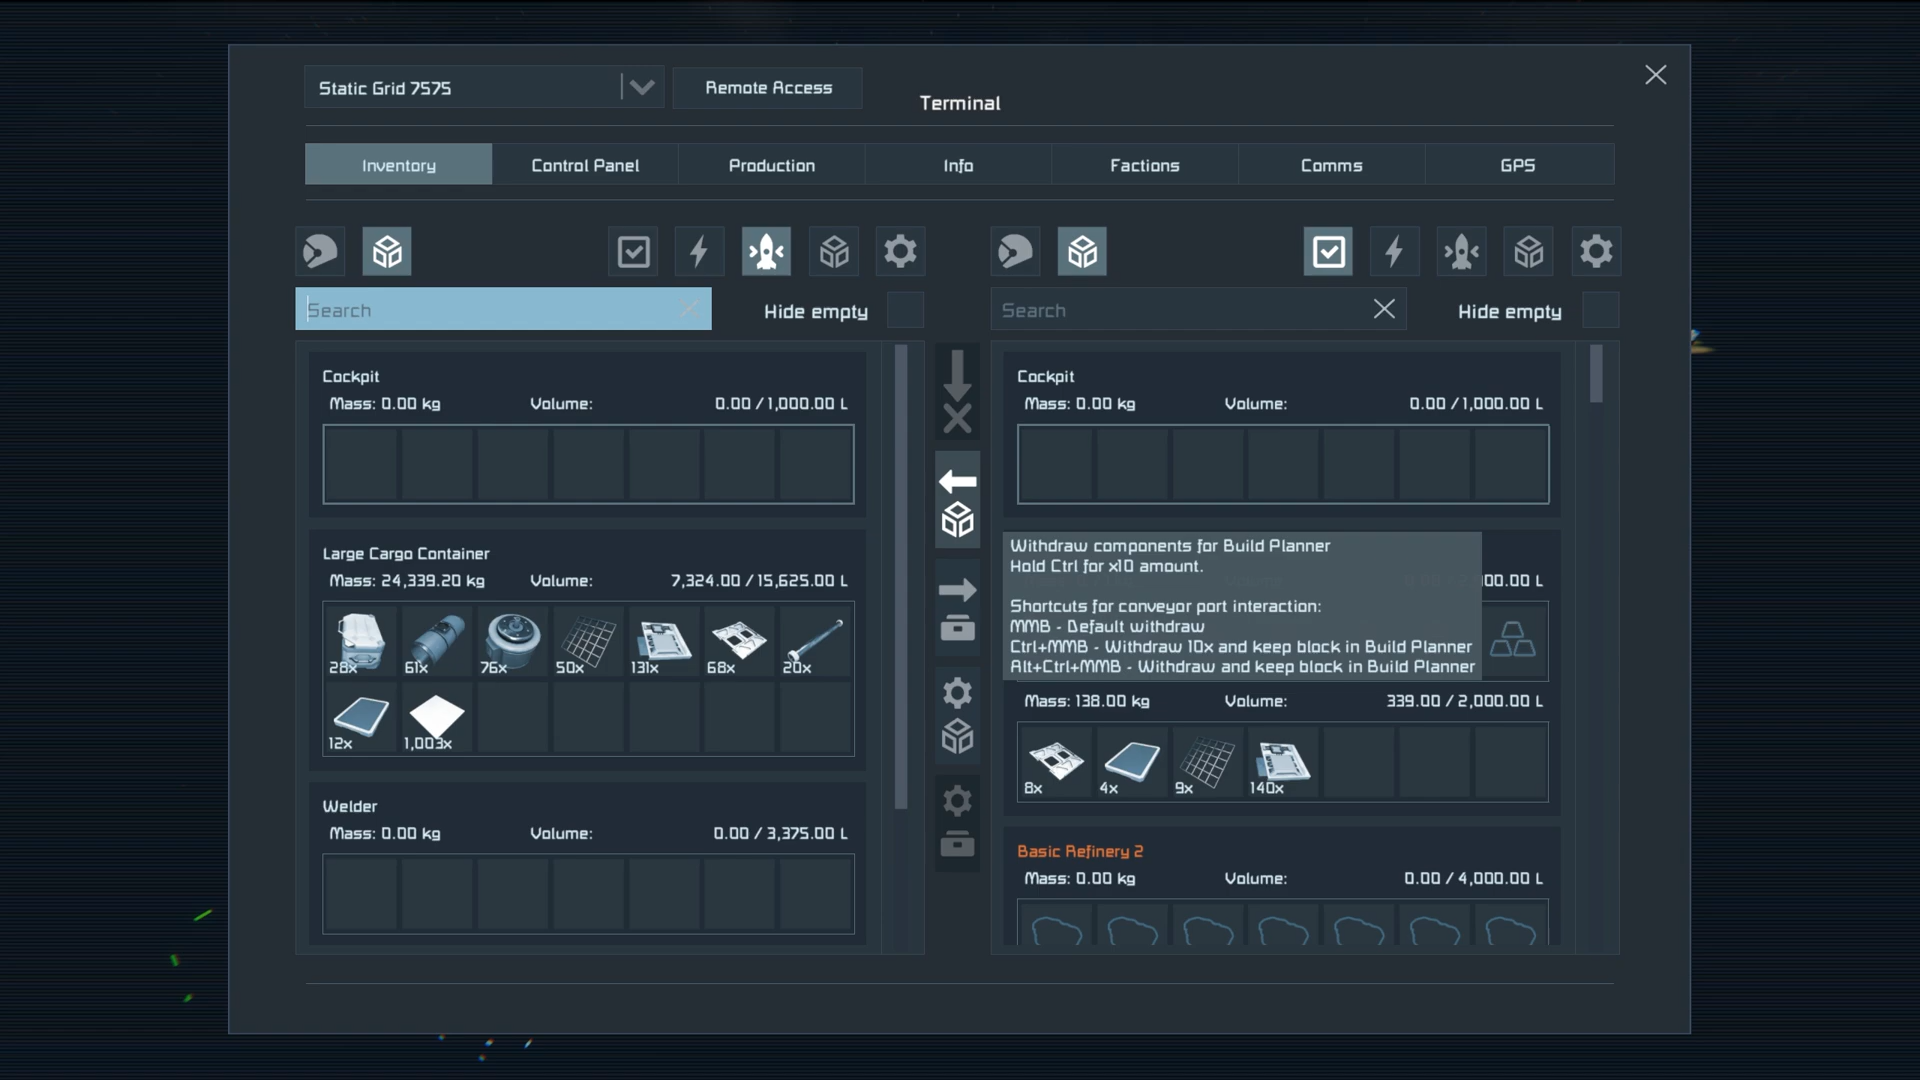 Static Grid 7575
Remote Access
Terminal
Inventory
Control Panel
Production
Info
Factions
Comms
GPS
Search
Hide empty
Search
Hide empty
Cockpit
Mass: 0.00 kg Volume: 0.00 / 1,000.00 L
Large Cargo Container
Mass: 24,339.20 kg Volume: 7,324.00 / 15,625.00 L
28x 61x 76x 50x 131x 68x 20x
12x 1,003x
Welder
Mass: 0.00 kg Volume: 0.00 / 3,375.00 L
Cockpit
Mass: 0.00 kg Volume: 0.00 / 1,000.00 L
Withdraw components for Build Planner
Hold Ctrl for x10 amount.
Shortcuts for conveyor port interaction:
MMB - Default withdraw
Ctrl+MMB - Withdraw 10x and keep block in Build Planner
Alt+Ctrl+MMB - Withdraw and keep block in Build Planner
00.00 L
Mass: 138.00 kg Volume: 339.00 / 2,000.00 L
8x 4x 9x 140x
Basic Refinery 2
Mass: 0.00 kg Volume: 0.00 / 4,000.00 L